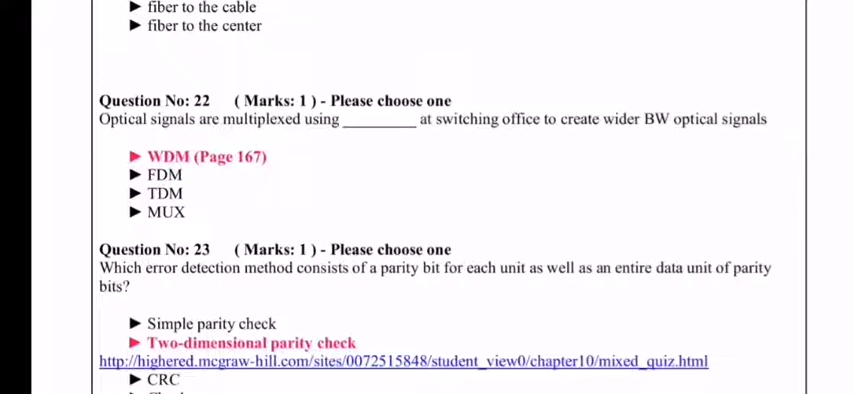 ► fiber to the cable
► fiber to the center
Question No: 22 ( Marks: 1 ) - Please choose one
Optical signals are multiplexed using _________ at switching office to create wider BW optical signals
► WDM (Page 167)
► FDM
► TDM
► MUX
Question No: 23 ( Marks: 1 ) - Please choose one
Which error detection method consists of a parity bit for each unit as well as an entire data unit of parity
bits?
► Simple parity check
► Two-dimensional parity check
http://highered.mcgraw-hill.com/sites/0072515848/student_view0/chapter10/mixed_quiz.html
► CRC